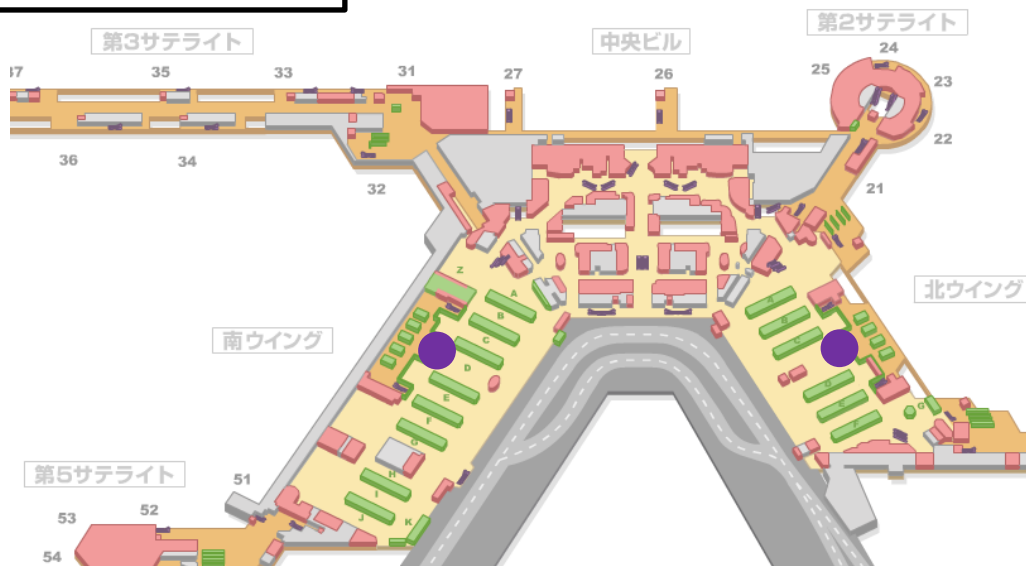 第3サテライト
中央ビル
第2サテライト
24
37
35
33
31
27
26
25
23
22
36
34
32
21
Z
A
B
C
D
E
F
G
H
I
J
K
A
B
C
D
E
F
G
南ウイング
北ウイング
第5サテライト
51
52
53
54